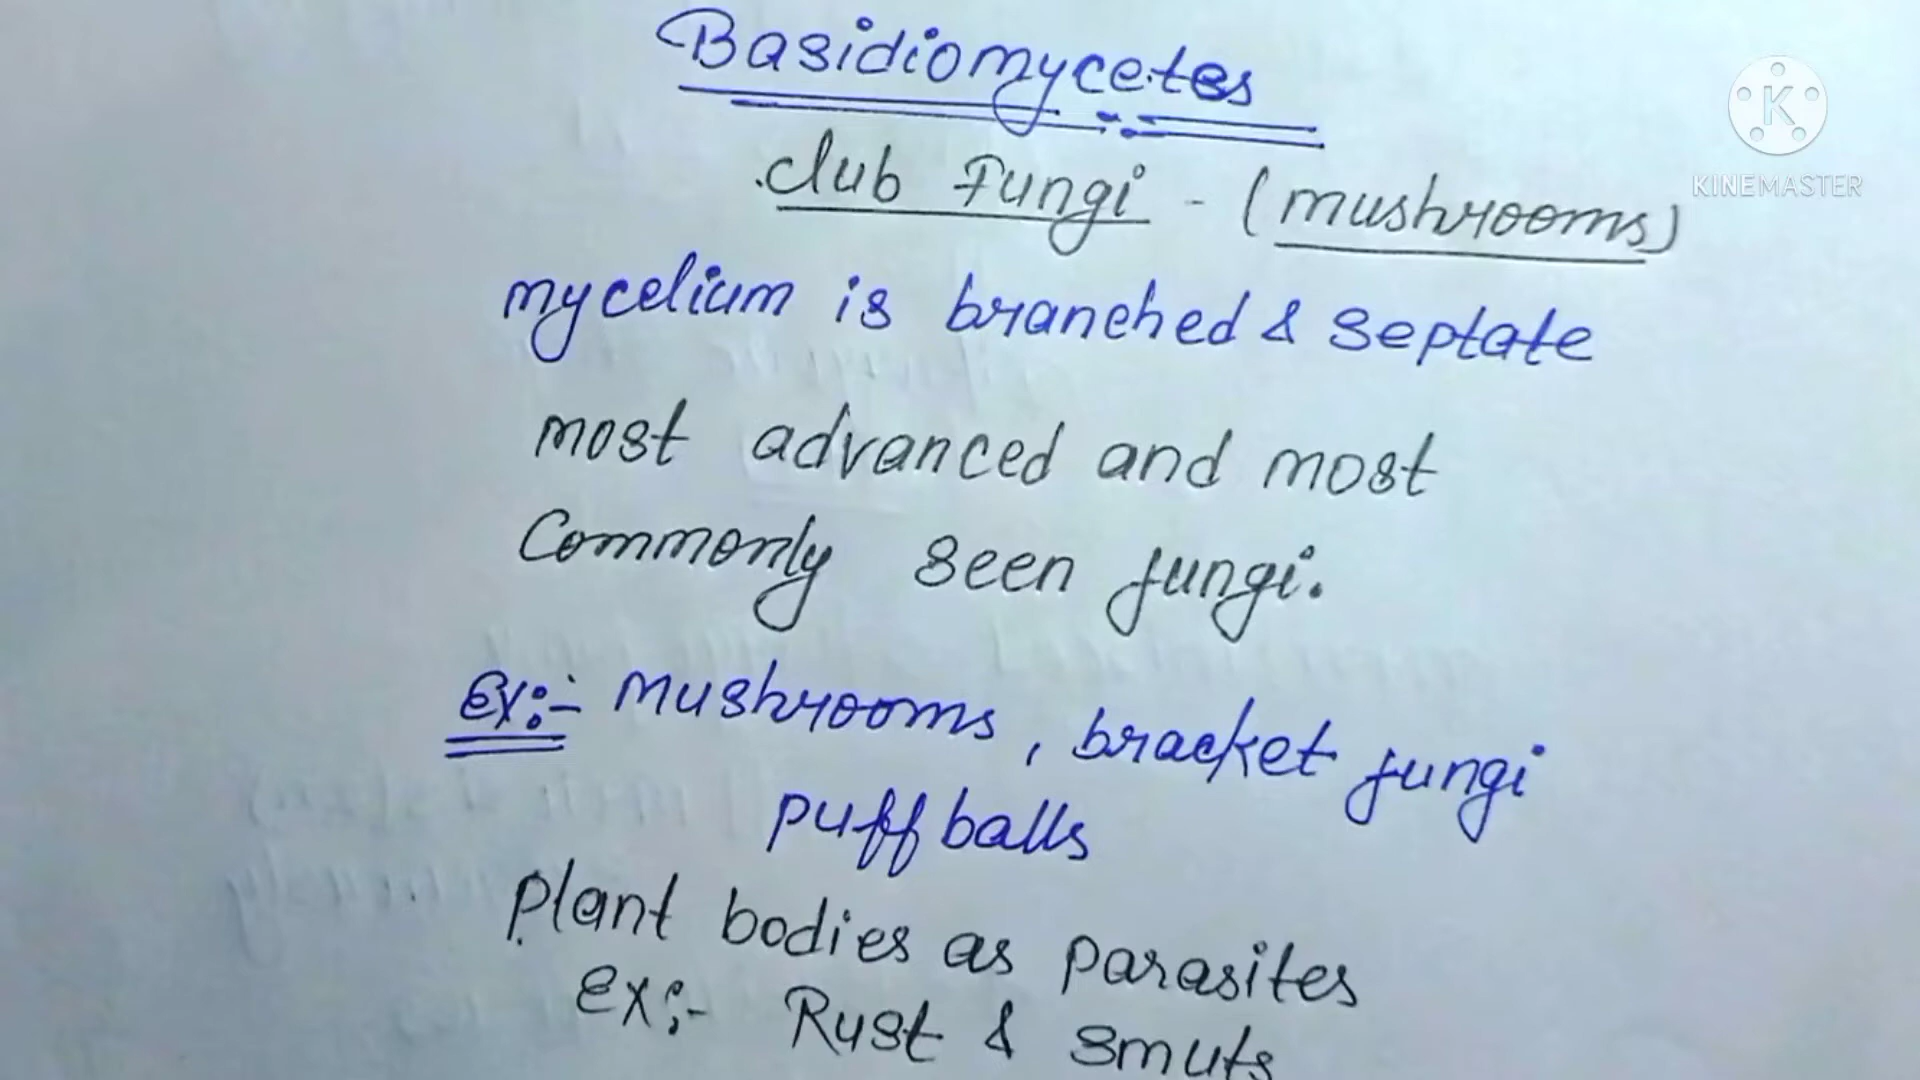 Basidiomycetes
club Fungi - (mushrooms)
K
KINEMASTER
mycelium is branched & septate
most advanced and most
Commonly seen fungi.
Ex:- Mushrooms, bracket fungi
puff balls
plant bodies as parasites
Ex:- Rust & smuts